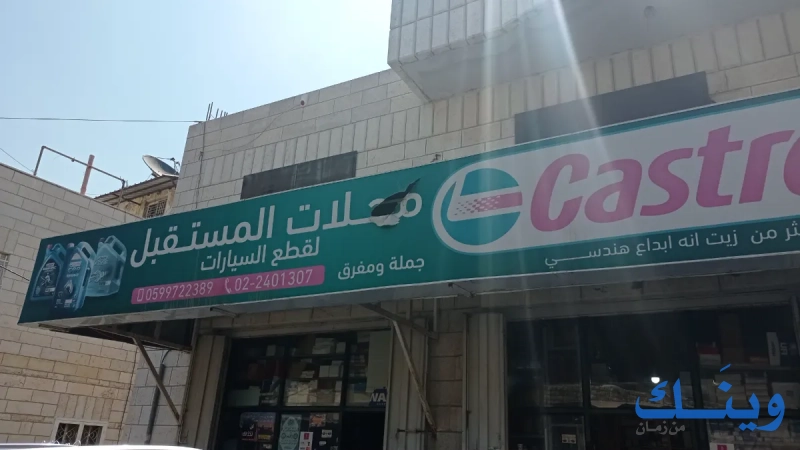 محلات المستقبل
لقطع السيارات
جملة ومفرق
0599722389
02-2401307
Castro
من زيت انه ابداع هندسي
وينك
من زمان